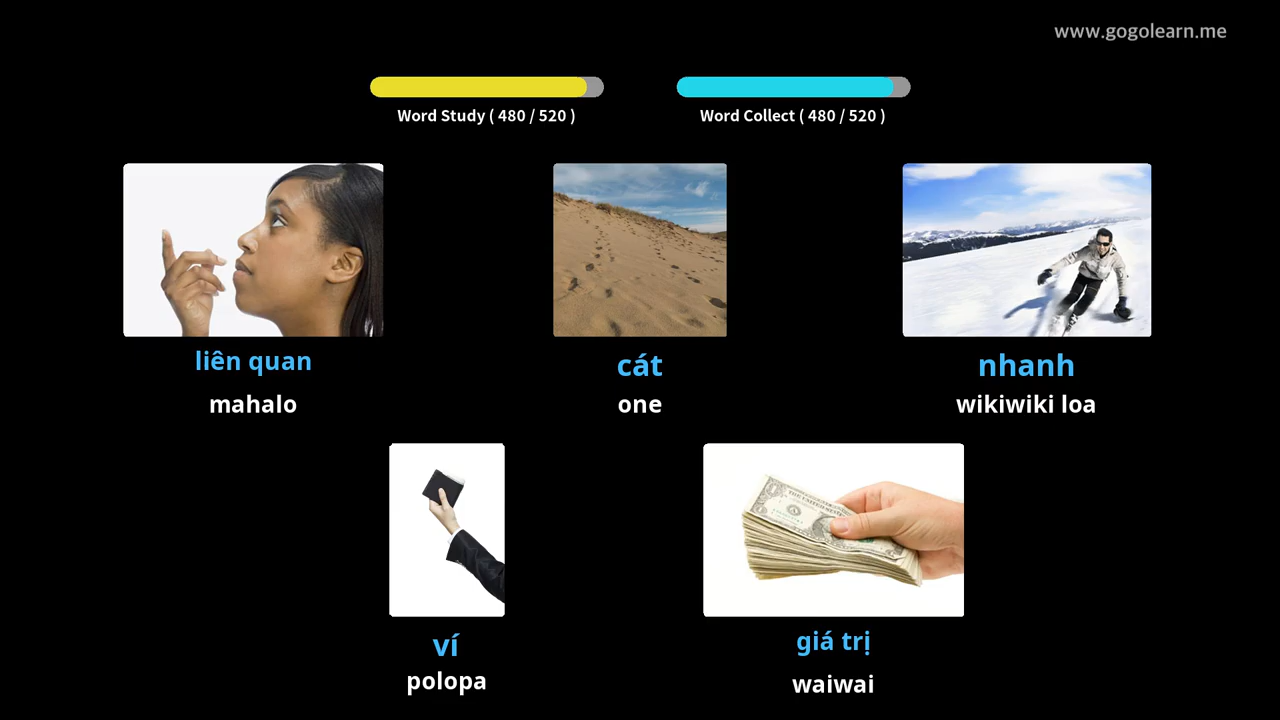 www.gogolearn.me
Word Study ( 480 / 520 )
Word Collect ( 480 / 520 )
liên quan
mahalo
cát
one
nhanh
wikiwiki loa
ví
polopa
giá trị
waiwai